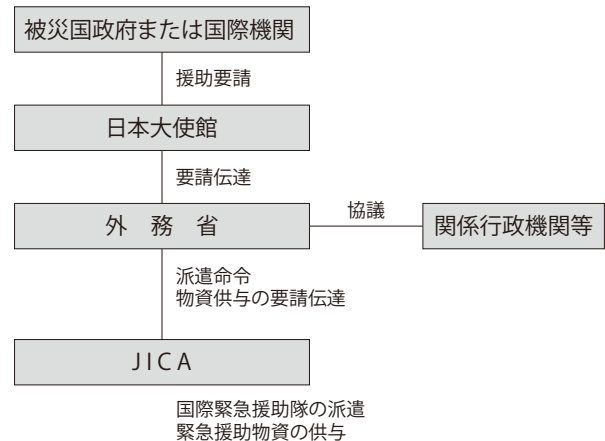 被災国政府または国際機関
援助要請
日本大使館
要請伝達
外　務　省
協議
関係行政機関等
派遣命令
物資供与の要請伝達
JICA
国際緊急援助隊の派遣
緊急援助物資の供与